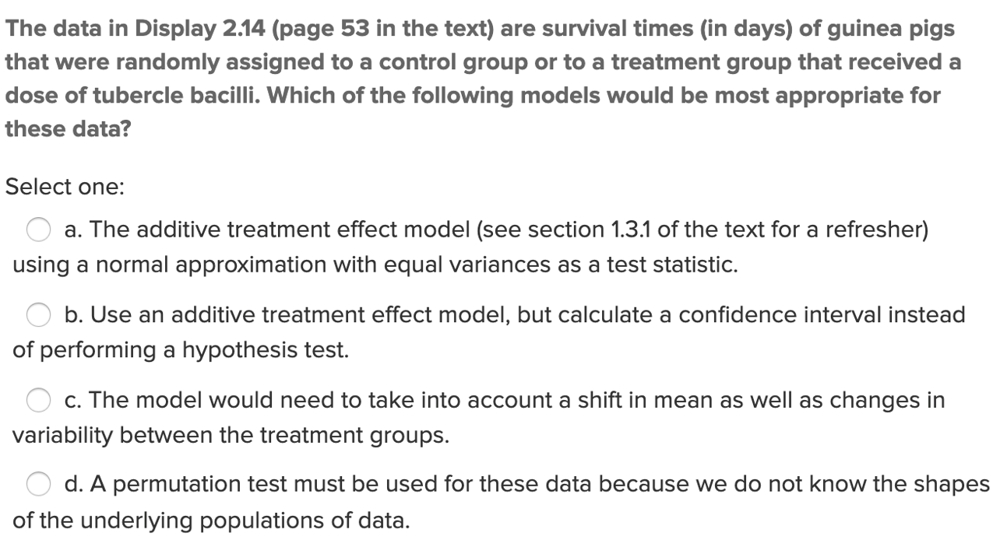 The data in Display 2.14 (page 53 in the text) are survival times (in days) of guinea pigs
that were randomly assigned to a control group or to a treatment group that received a
dose of tubercle bacilli. Which of the following models would be most appropriate for
these data?
Select one:
a. The additive treatment effect model (see section 1.3.1 of the text for a refresher)
using a normal approximation with equal variances as a test statistic.
b. Use an additive treatment effect model, but calculate a confidence interval instead
of performing a hypothesis test.
c. The model would need to take into account a shift in mean as well as changes in
variability between the treatment groups.
d. A permutation test must be used for these data because we do not know the shapes
of the underlying populations of data.